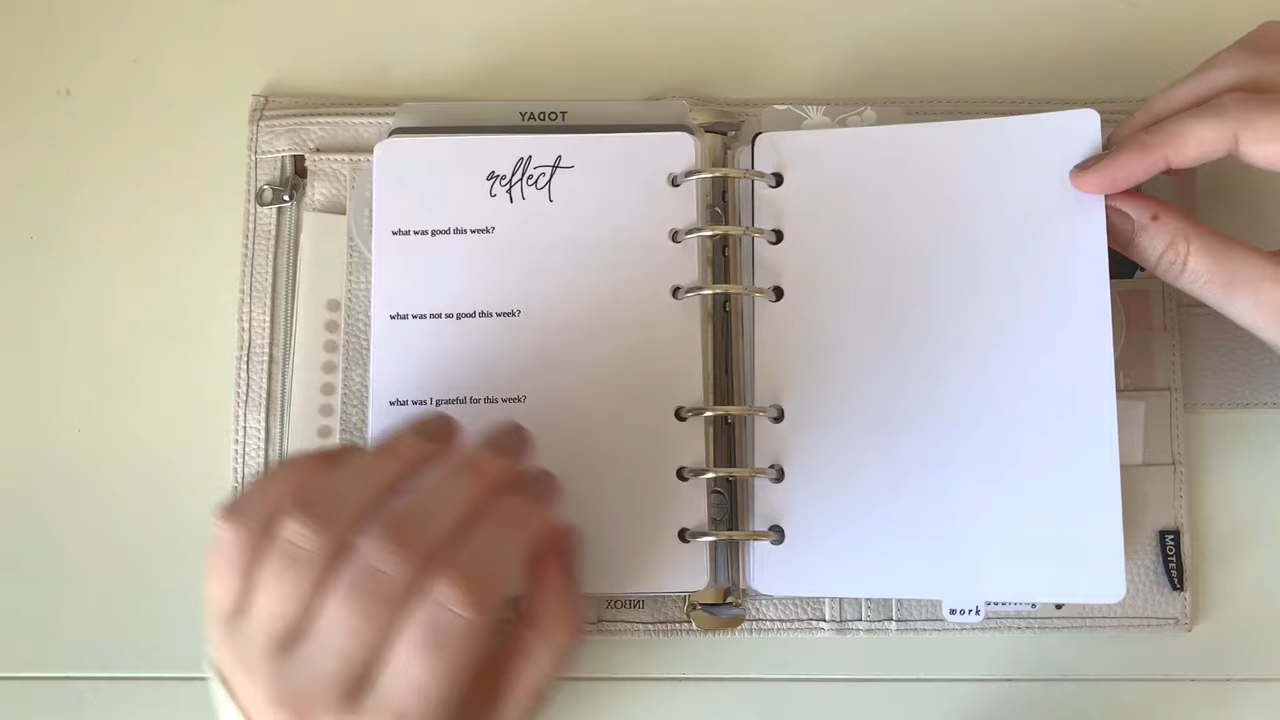 TODAY
reflect
what was good this week?
what was not so good this week?
what was I grateful for this week?
INBOX
work
MOTERM